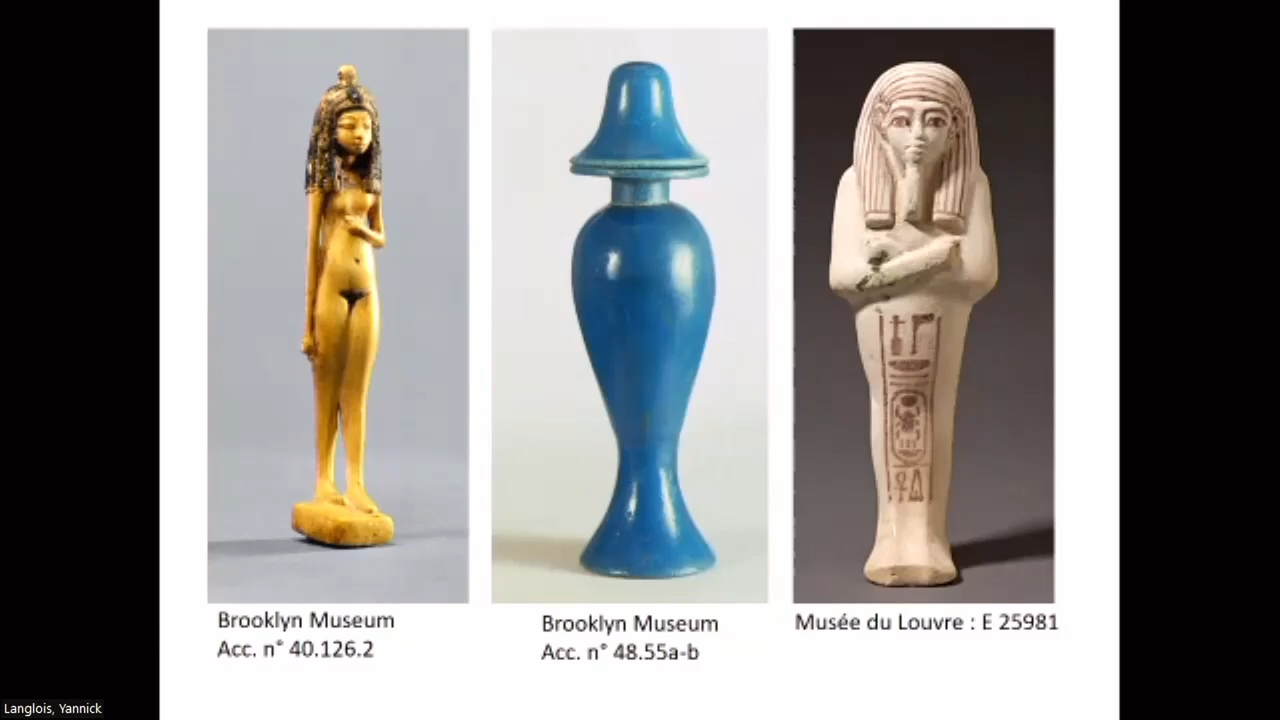 Brooklyn Museum
Acc. n° 40.126.2
Brooklyn Museum
Acc. n° 48.55a-b
Musée du Louvre : E 25981
Langlois, Yannick